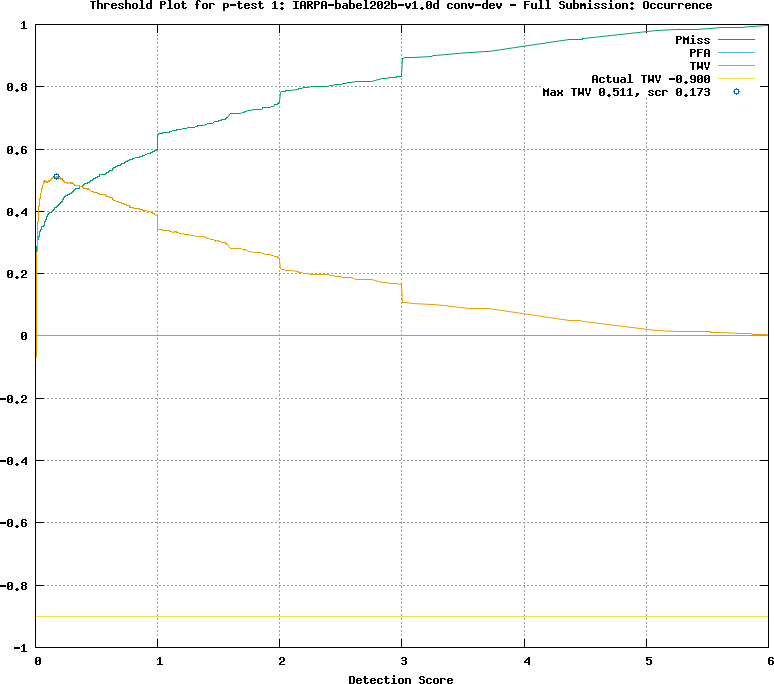 Threshold Plot for p-test 1: IARPA-babel202b-v1.0d conv-dev - Full Submission: Occurrence
PMiss
PFA
TWV
Actual TWV -0.900
Max TWV 0.511, scr 0.173
1
0.8
0.6
0.4
0.2
0
-0.2
-0.4
-0.6
-0.8
-1
0 1 2 3 4 5 6
Detection Score